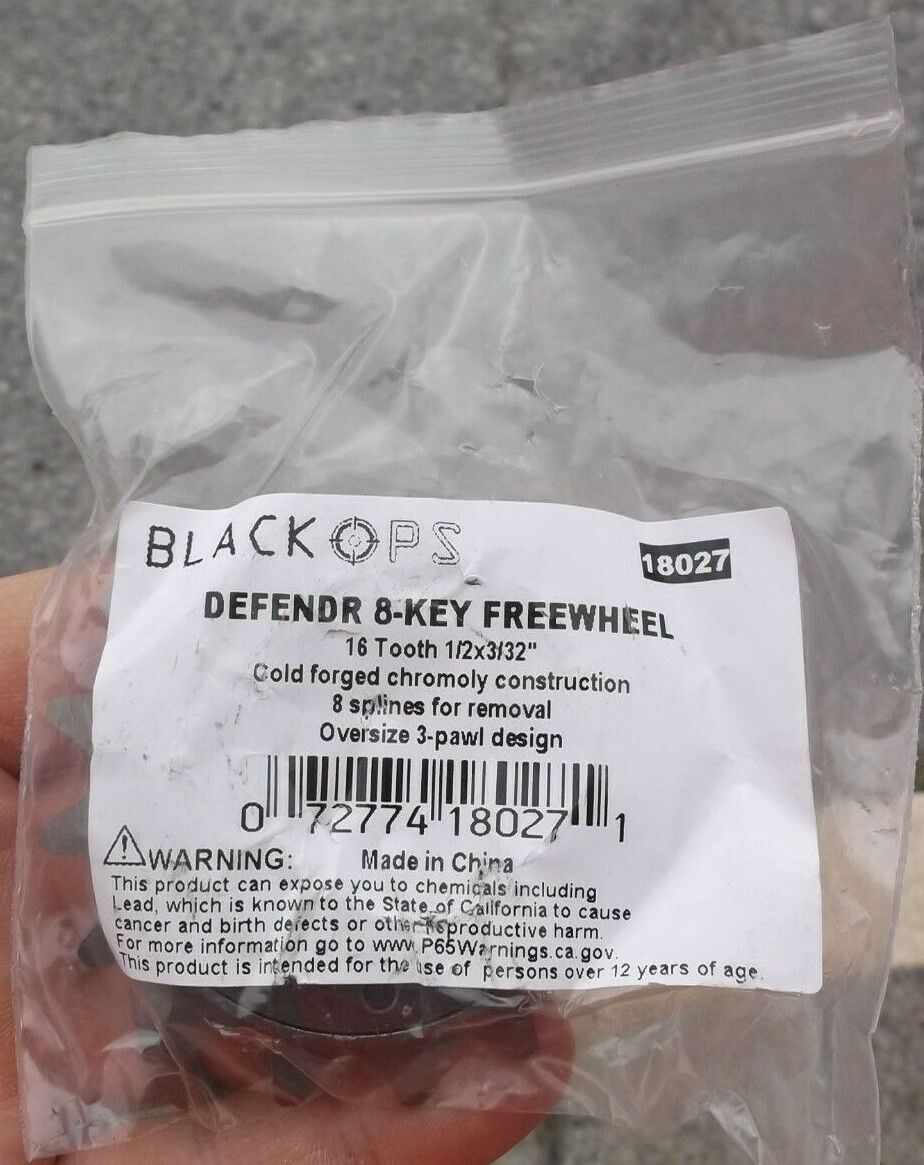 BLACK OPS
18027
DEFENDR 8-KEY FREEWHEEL
16 Tooth 1/2x3/32"
Cold forged chromoly construction
8 splines for removal
Oversize 3-pawl design
0 72774 18027 1
WARNING: Made in China
This product can expose you to chemicals including
Lead, which is known to the State of California to cause
cancer and birth defects or other reproductive harm.
For more information go to www.P65Warnings.ca.gov.
This product is intended for the use of persons over 12 years of age.